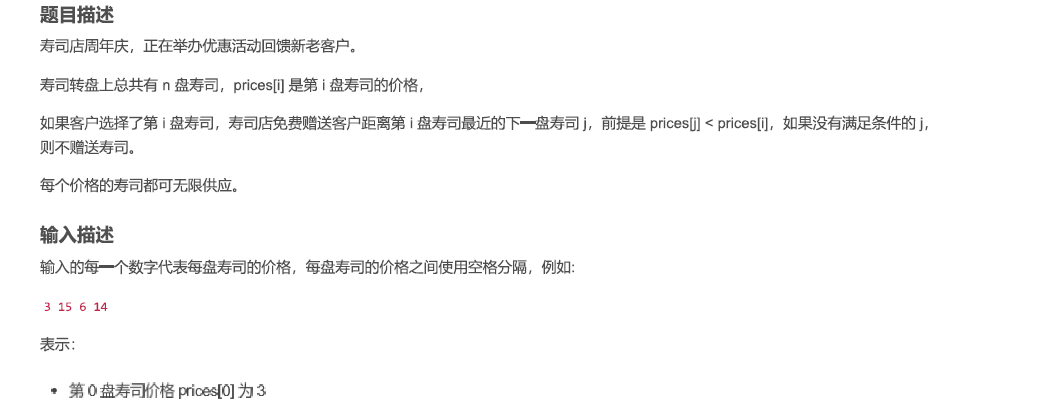 题目描述
寿司店周年庆，正在举办优惠活动回馈新老客户。
寿司转盘上总共有 n 盘寿司，prices[i] 是第 i 盘寿司的价格，
如果客户选择了第 i 盘寿司，寿司店免费赠送客户距离第 i 盘寿司最近的下一盘寿司 j，前提是 prices[j] < prices[i]，如果没有满足条件的 j，
则不赠送寿司。
每个价格的寿司都可无限供应。
输入描述
输入的每一个数字代表每盘寿司的价格，每盘寿司的价格之间使用空格分隔，例如:
3 15 6 14
表示：
• 第 0 盘寿司价格 prices[0] 为 3